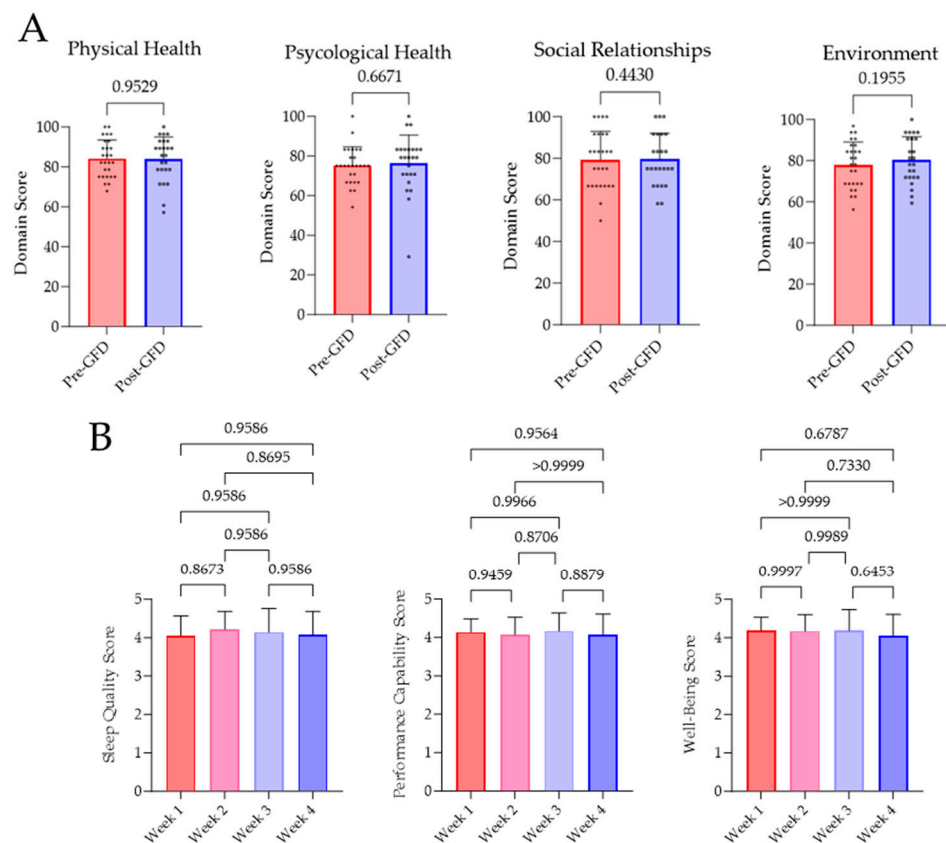 A
Physical Health
0.9529
Domain Score
100
80
60
40
20
0
Pre-GFD
Post-GFD
Psycological Health
0.6671
Domain Score
100
80
60
40
20
0
Pre-GFD
Post-GFD
Social Relationships
0.4430
Domain Score
100
80
60
40
20
0
Pre-GFD
Post-GFD
Environment
0.1955
Domain Score
100
80
60
40
20
0
Pre-GFD
Post-GFD
B
0.9586
0.8695
0.9586
0.9586
0.8673
0.9586
Sleep Quality Score
5
4
3
2
1
0
Week 1
Week 2
Week 3
Week 4
0.9564
>0.9999
0.9966
0.8706
0.9459
0.8879
Performance Capability Score
5
4
3
2
1
0
Week 1
Week 2
Week 3
Week 4
0.6787
0.7330
>0.9999
0.9989
0.9997
0.6453
Well-Being Score
5
4
3
2
1
0
Week 1
Week 2
Week 3
Week 4